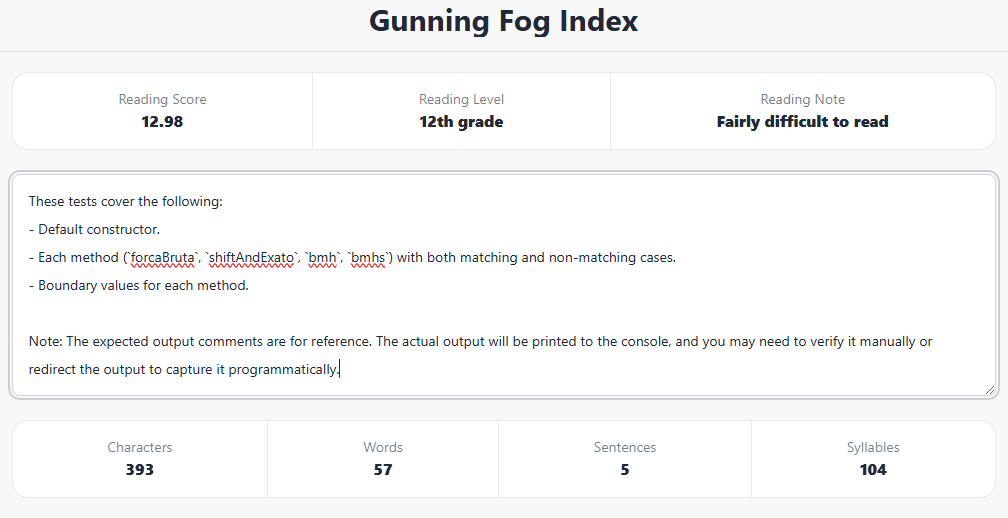 Gunning Fog Index
Reading Score
12.98
Reading Level
12th grade
Reading Note
Fairly difficult to read
These tests cover the following:
- Default constructor.
- Each method (`forcaBruta`, `shiftAndExato`, `bmh`, `bmhs`) with both matching and non-matching cases.
- Boundary values for each method.
Note: The expected output comments are for reference. The actual output will be printed to the console, and you may need to verify it manually or
redirect the output to capture it programmatically.
Characters
393
Words
57
Sentences
5
Syllables
104